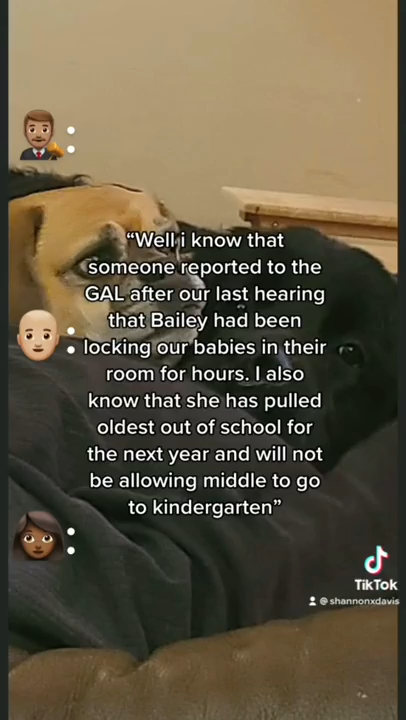 “Well i know that
someone reported to the
GAL after our last hearing
that Bailey had been
locking our babies in their
room for hours. I also
know that she has pulled
oldest out of school for
the next year and will not
be allowing middle to go
to kindergarten”
TikTok
@shannonxdavis